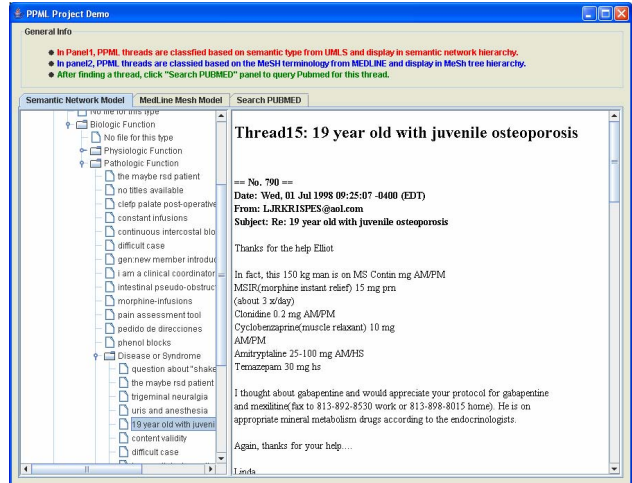 PPML Project Demo
General Info
In Panel1, PPML threads are classfied based on semantic type from UMLS and display in semantic network hierarchy.
In panel2, PPML threads are classied based on the MeSH terminology from MEDLINE and display in MeSh tree hierarchy.
After finding a thread, click "Search PUBMED" panel to query Pubmed for this thread.
Semantic Network Model
MedLine Mesh Model
Search PUBMED
No file for this type
Biologic Function
No file for this type
Physiologic Function
Pathologic Function
the maybe rsd patient
no titles available
clefp palate post-operative
constant infusions
continuous intercostal blo
difficult case
gen:new member introdu
i am a clinical coordinator
intestinal pseudo-obstruc
morphine-infusions
pain assessment tool
pedido de direcciones
phenol blocks
Disease or Syndrome
question about "shake
the maybe rsd patient
trigeminal neuralgia
uris and anesthesia
19 year old with juveni
content validity
difficult case
Thread15: 19 year old with juvenile osteoporosis
== No. 790 ==
Date: Wed, 01 Jul 1998 09:25:07 -0400 (EDT)
From: LJRKRISPES@aol.com
Subject: Re: 19 year old with juvenile osteoporosis
Thanks for the help Elliot
In fact, this 150 kg man is on MS Contin mg AM/PM
MSIR(morphine instant relief) 15 mg prn
(about 3 x/day)
Clonidine 0.2 mg AM/PM
Cyclobenzaprine(muscle relaxant) 10 mg
AM/PM
Amitryptaline 25-100 mg AM/HS
Temazepam 30 mg hs
I thought about gabapentine and would appreciate your protocol for gabapentine
and mexilitine(fax to 813-892-8530 work or 813-898-8015 home). He is on
appropriate mineral metabolism drugs according to the endocrinologists.
Again, thanks for your help....
Linda